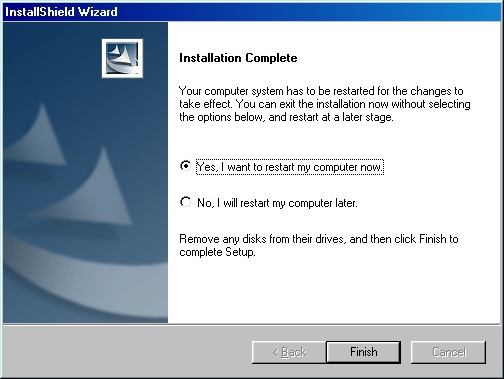 InstallShield Wizard
Installation Complete
Your computer system has to be restarted for the changes to
take effect. You can exit the installation now without selecting
the options below, and restart at a later stage.
Yes, I want to restart my computer now.
No, I will restart my computer later.
Remove any disks from their drives, and then click Finish to
complete Setup.
< Back
Finish
Cancel